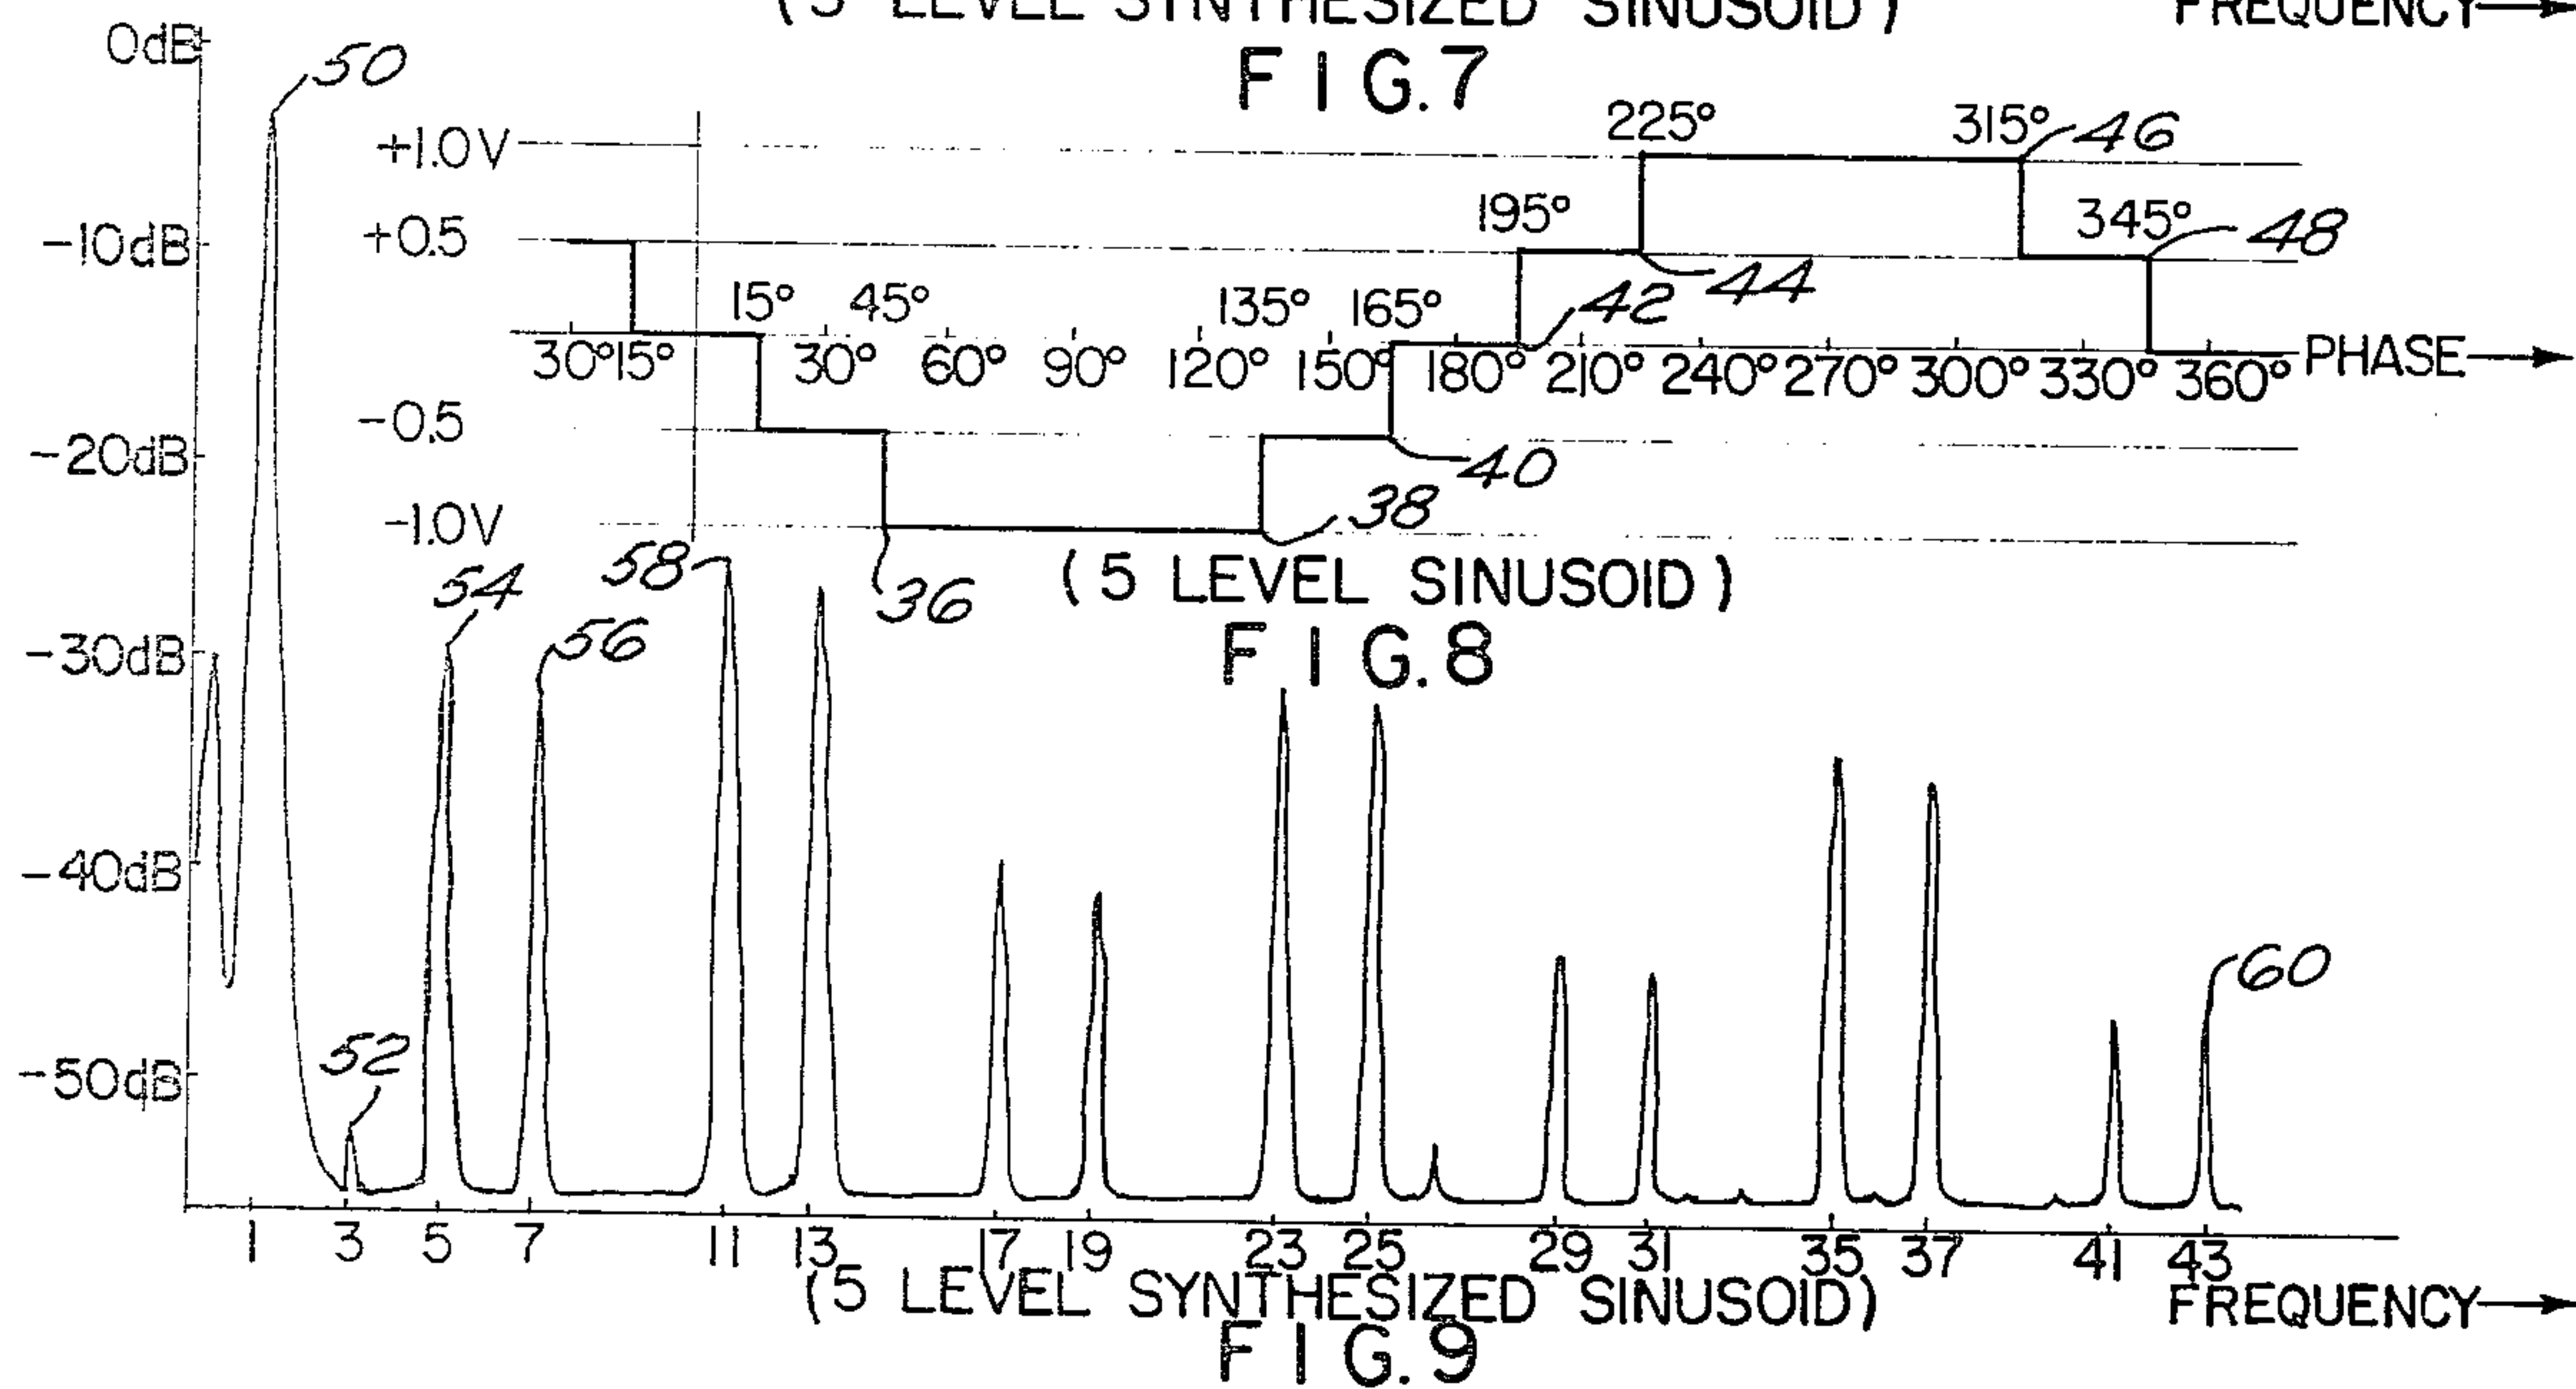 (5 LEVEL SYNTHESIZED SINUSOID) FREQUENCY
FIG.7
0dB
50
-10dB
-20dB
-30dB
-40dB
-50dB
+1.0V
+0.5
-0.5
-1.0V
225° 315° 46
195° 345° 48
15° 45° 135° 165° 42 44
30° 15° 30° 60° 90° 120° 150° 180° 210° 240° 270° 300° 330° 360° PHASE
40
38
36
(5 LEVEL SINUSOID)
FIG.8
58
54
56
52
60
1 3 5 7 11 13 17 19 23 25 29 31 35 37 41 43
(5 LEVEL SYNTHESIZED SINUSOID) FREQUENCY
FIG.9